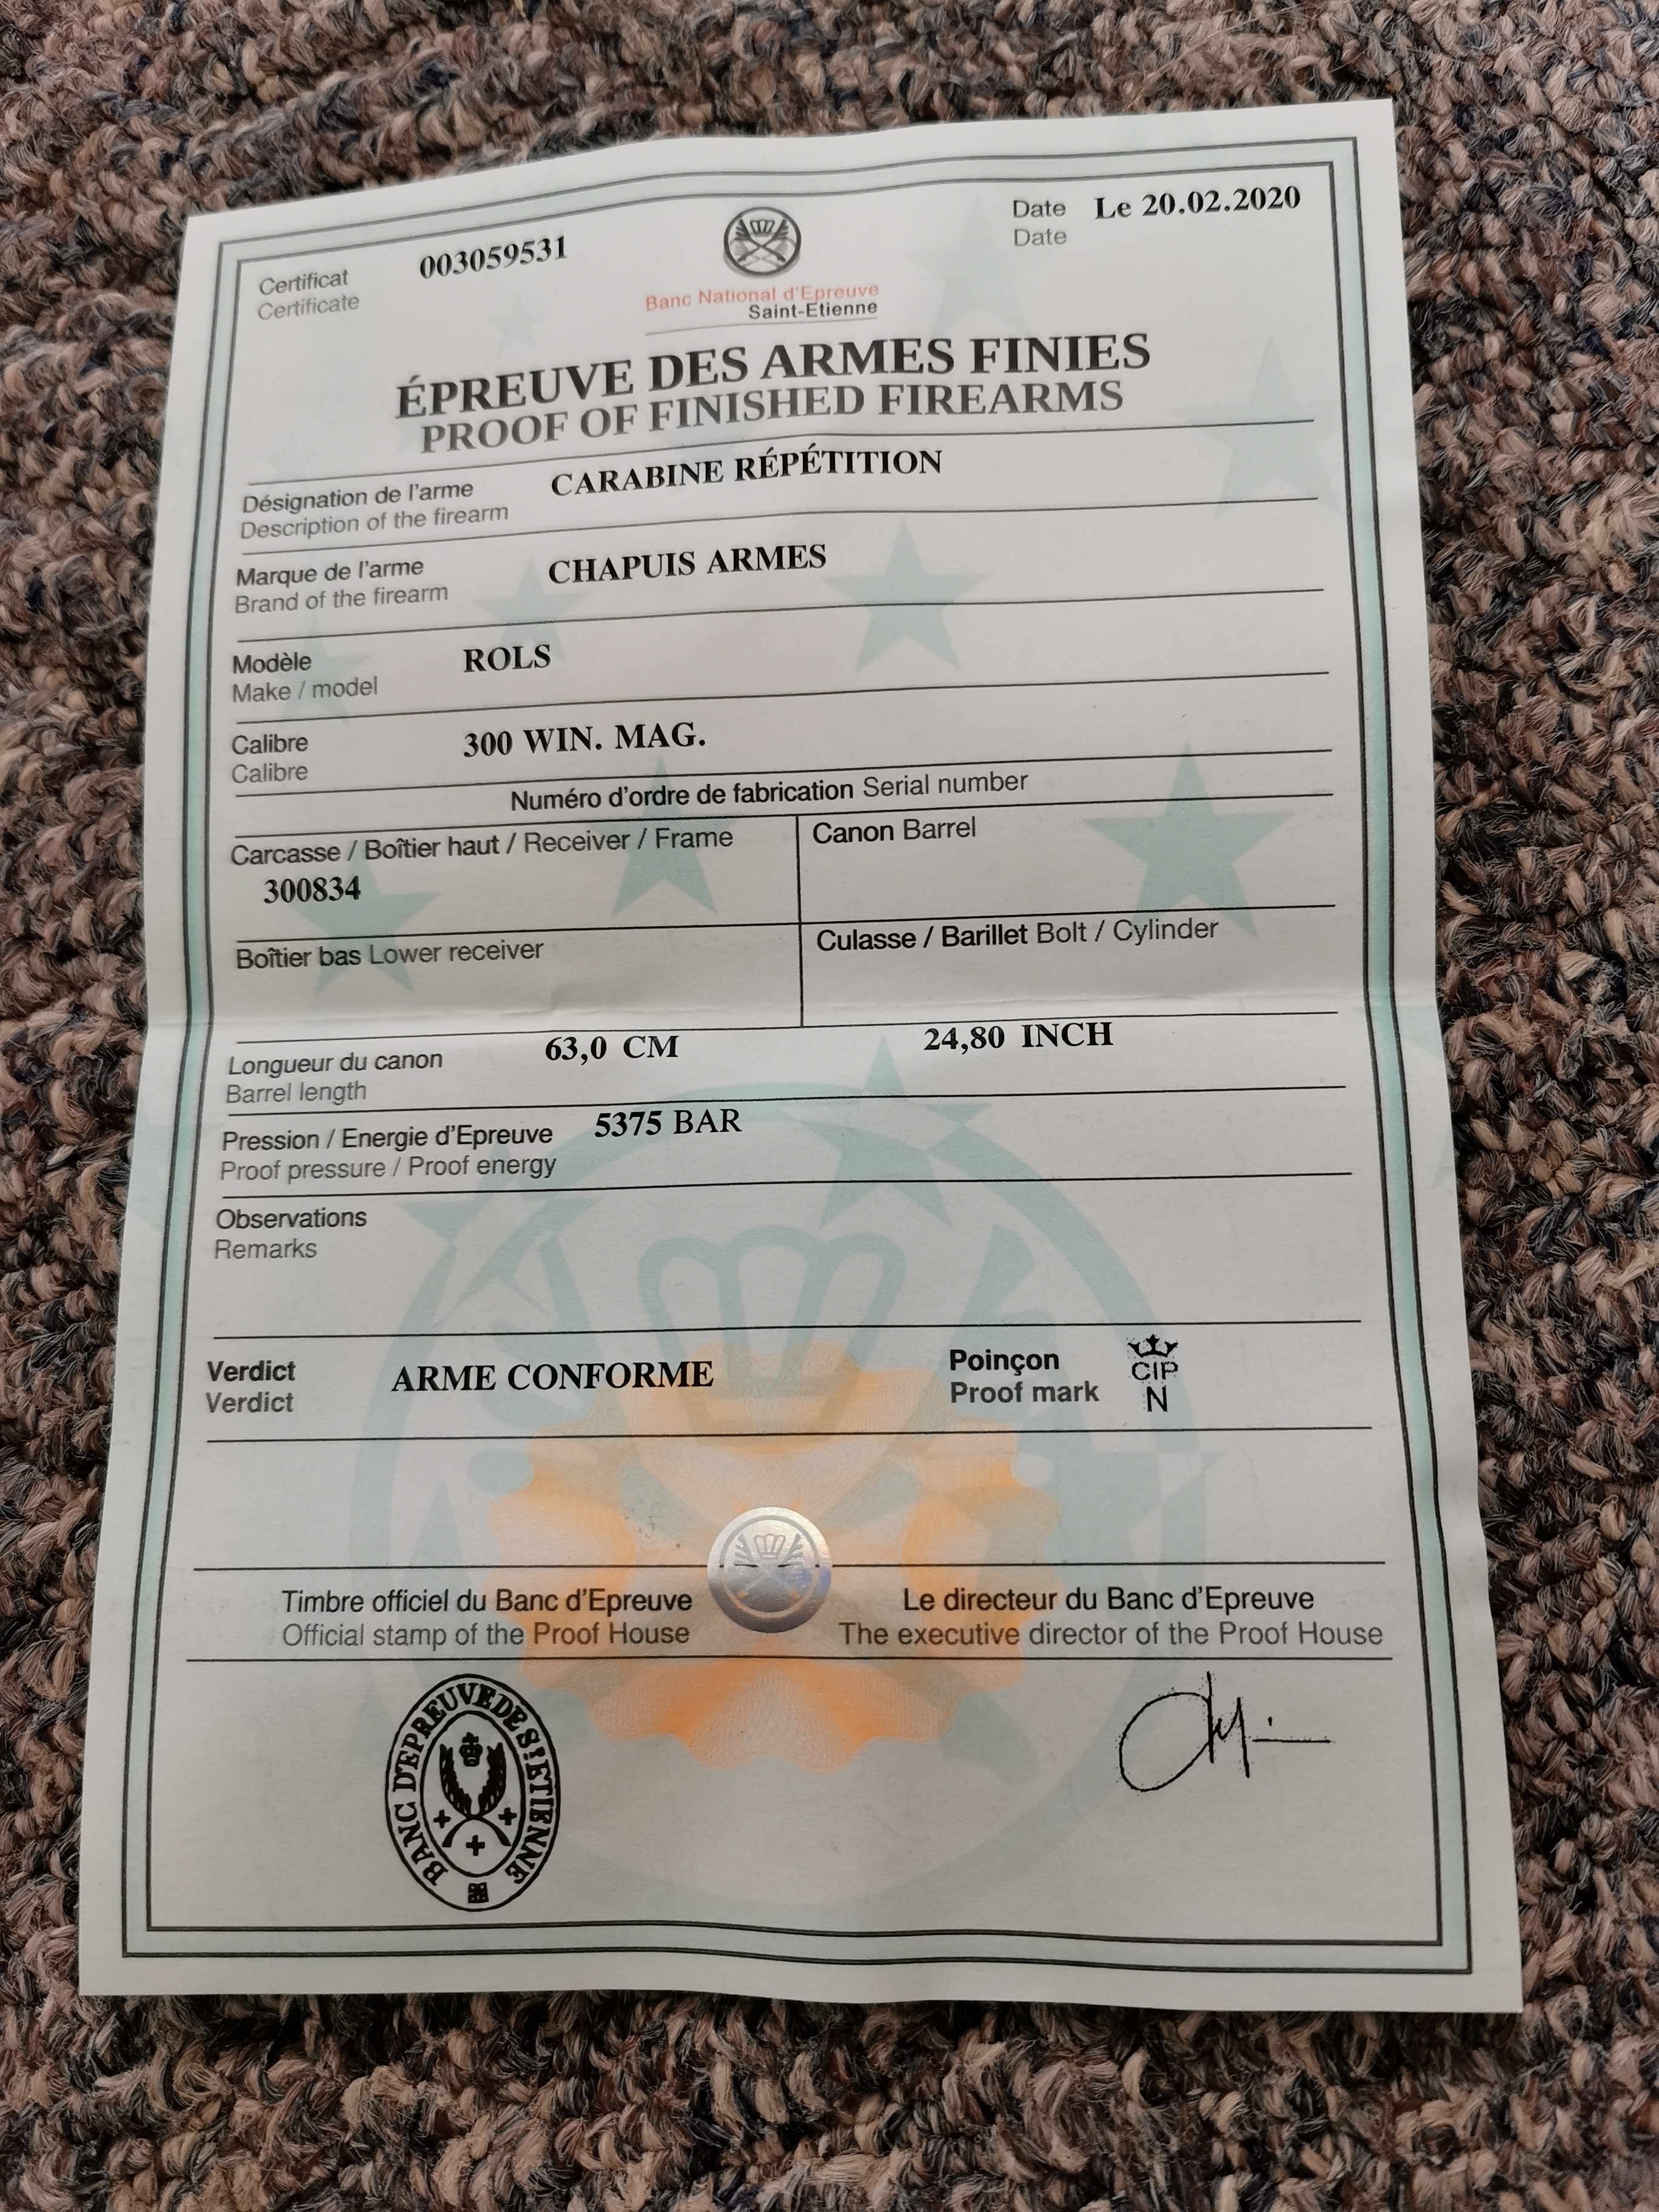 Certificat
Certificate
003059531
Banc National d'Epreuve
Saint-Etienne
Date Le 20.02.2020
Date
ÉPREUVE DES ARMES FINIES
PROOF OF FINISHED FIREARMS
Désignation de l'arme CARABINE RÉPÉTITION
Description of the firearm
Marque de l'arme CHAPUIS ARMES
Brand of the firearm
Modèle ROLS
Make / model
Calibre 300 WIN. MAG.
Calibre
Numéro d'ordre de fabrication Serial number
Carcasse / Boîtier haut / Receiver / Frame
300834
Canon Barrel
Boîtier bas Lower receiver
Culasse / Barillet Bolt / Cylinder
Longueur du canon 63,0 CM 24,80 INCH
Barrel length
Pression / Energie d'Epreuve 5375 BAR
Proof pressure / Proof energy
Observations
Remarks
Verdict ARME CONFORME
Verdict
Poinçon
Proof mark
CIP
N
Timbre officiel du Banc d'Epreuve
Official stamp of the Proof House
Le directeur du Banc d'Epreuve
The executive director of the Proof House
BANC D'EPREUVE DE ST ETIENNE